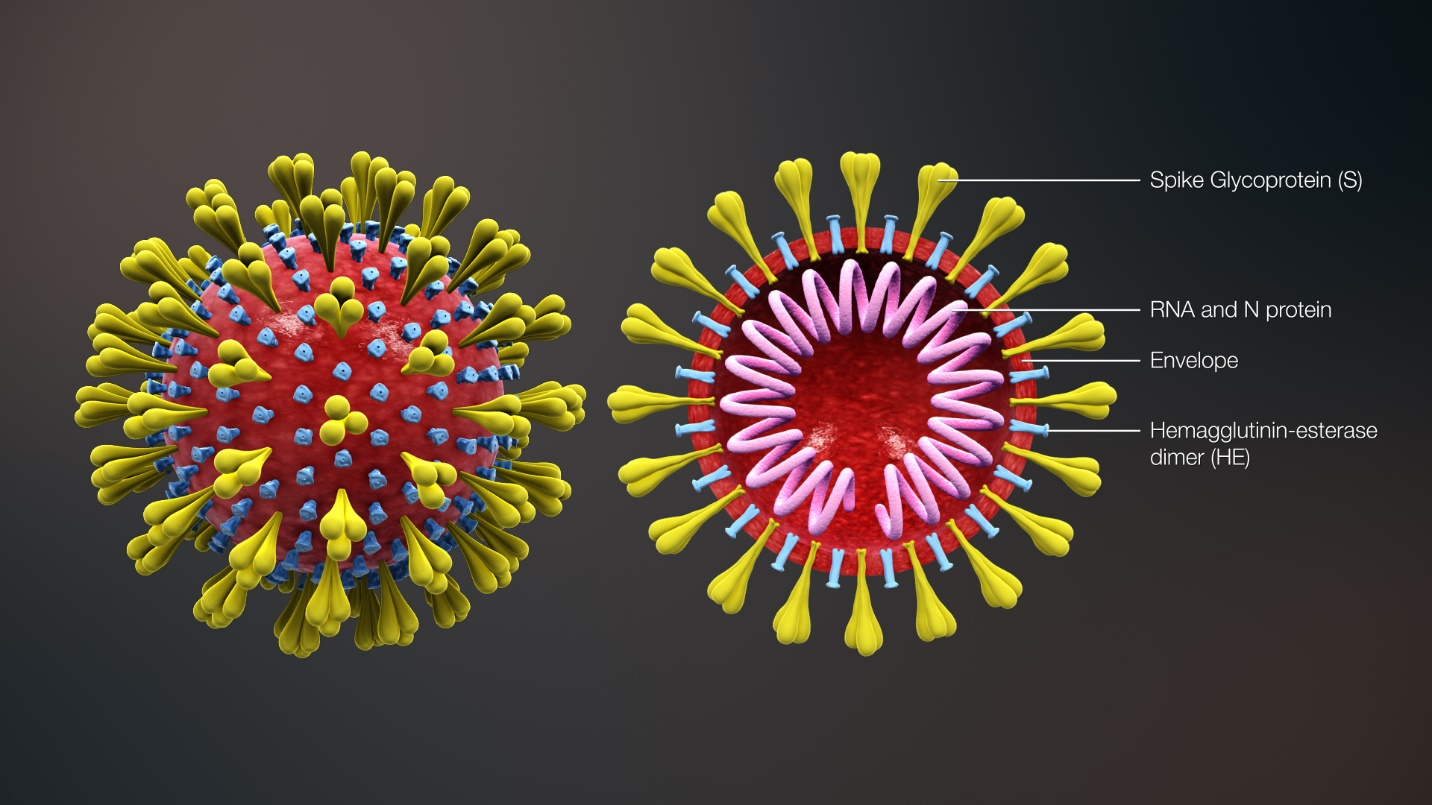 Spike Glycoprotein (S)
RNA and N protein
Envelope
Hemagglutinin-esterase
dimer (HE)